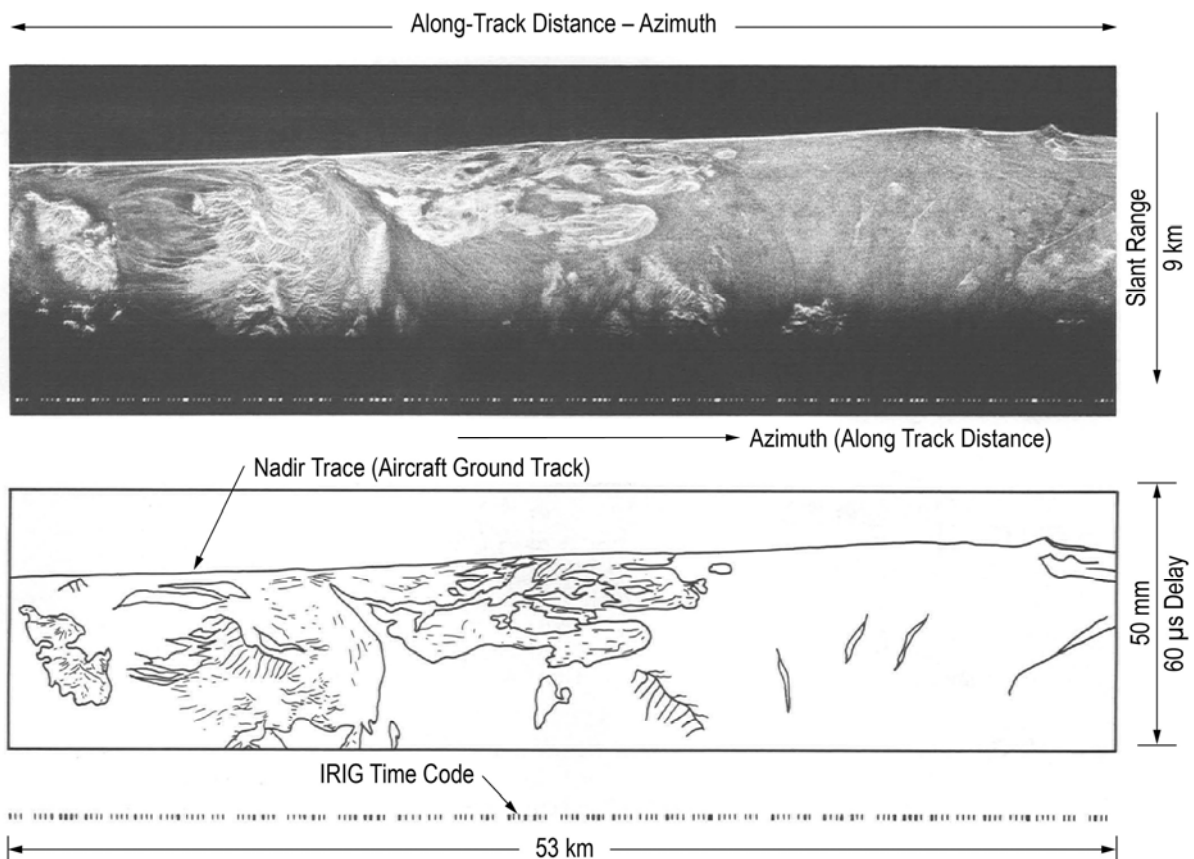 Along-Track Distance – Azimuth
Slant Range
9 km
Azimuth (Along Track Distance)
Nadir Trace (Aircraft Ground Track)
50 mm
60 µs Delay
IRIG Time Code
53 km